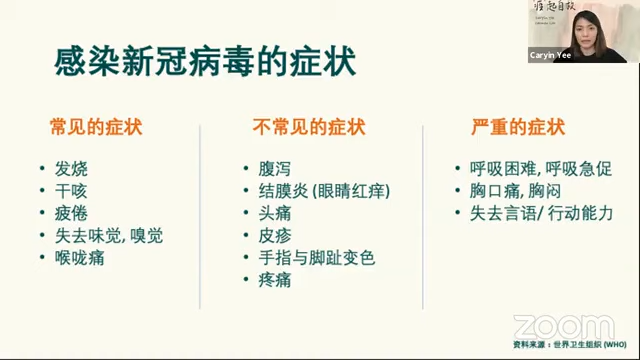 感染新冠病毒的症状
Caryin Yee
常见的症状
• 发烧
• 干咳
• 疲倦
• 失去味觉, 嗅觉
• 喉咙痛
不常见的症状
• 腹泻
• 结膜炎 (眼睛红痒)
• 头痛
• 皮疹
• 手指与脚趾变色
• 疼痛
严重的症状
• 呼吸困难, 呼吸急促
• 胸口痛, 胸闷
• 失去言语/ 行动能力
zoom
资料来源：世界卫生组织 (WHO)